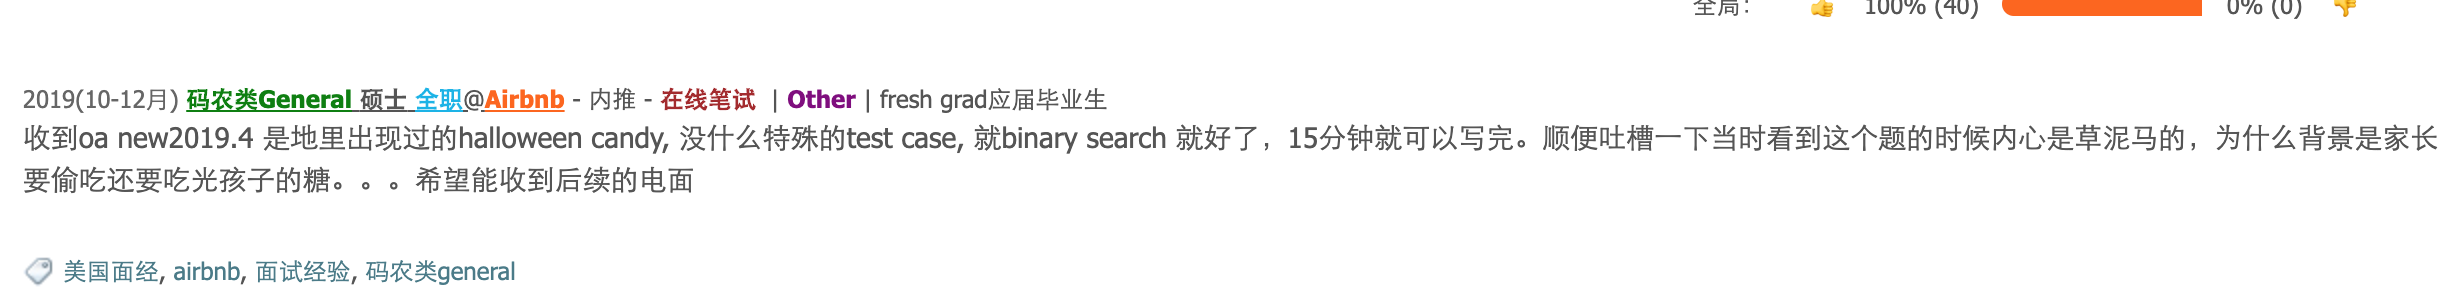 全局： 👍 100% (40) 0% (0) 👎
2019(10-12月) 码农类General 硕士 全职@Airbnb - 内推 - 在线笔试 | Other | fresh grad应届毕业生
收到oa new2019.4 是地里出现过的halloween candy, 没什么特殊的test case, 就binary search 就好了，15分钟就可以写完。顺便吐槽一下当时看到这个题的时候内心是草泥马的，为什么背景是家长
要偷吃还要吃光孩子的糖。。。希望能收到后续的电面
美国面经, airbnb, 面试经验, 码农类general